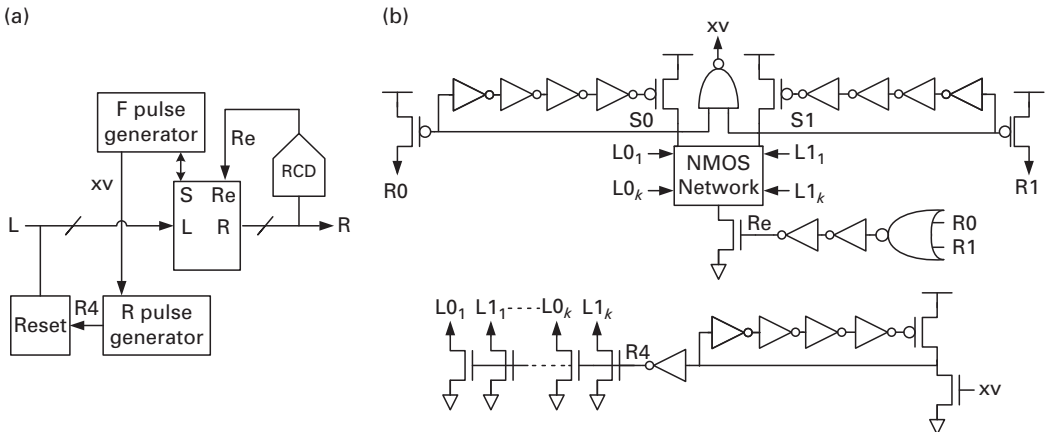 (a)
F pulse
generator
Re
RCD
xv
S Re
L R
L
R
R4
Reset
R pulse
generator
(b)
xv
S0
S1
R0
L0₁
L0ₖ
NMOS
Network
L1₁
L1ₖ
R1
Re
R0
R1
L0₁ L1₁ L0ₖ L1ₖ
R4
xv